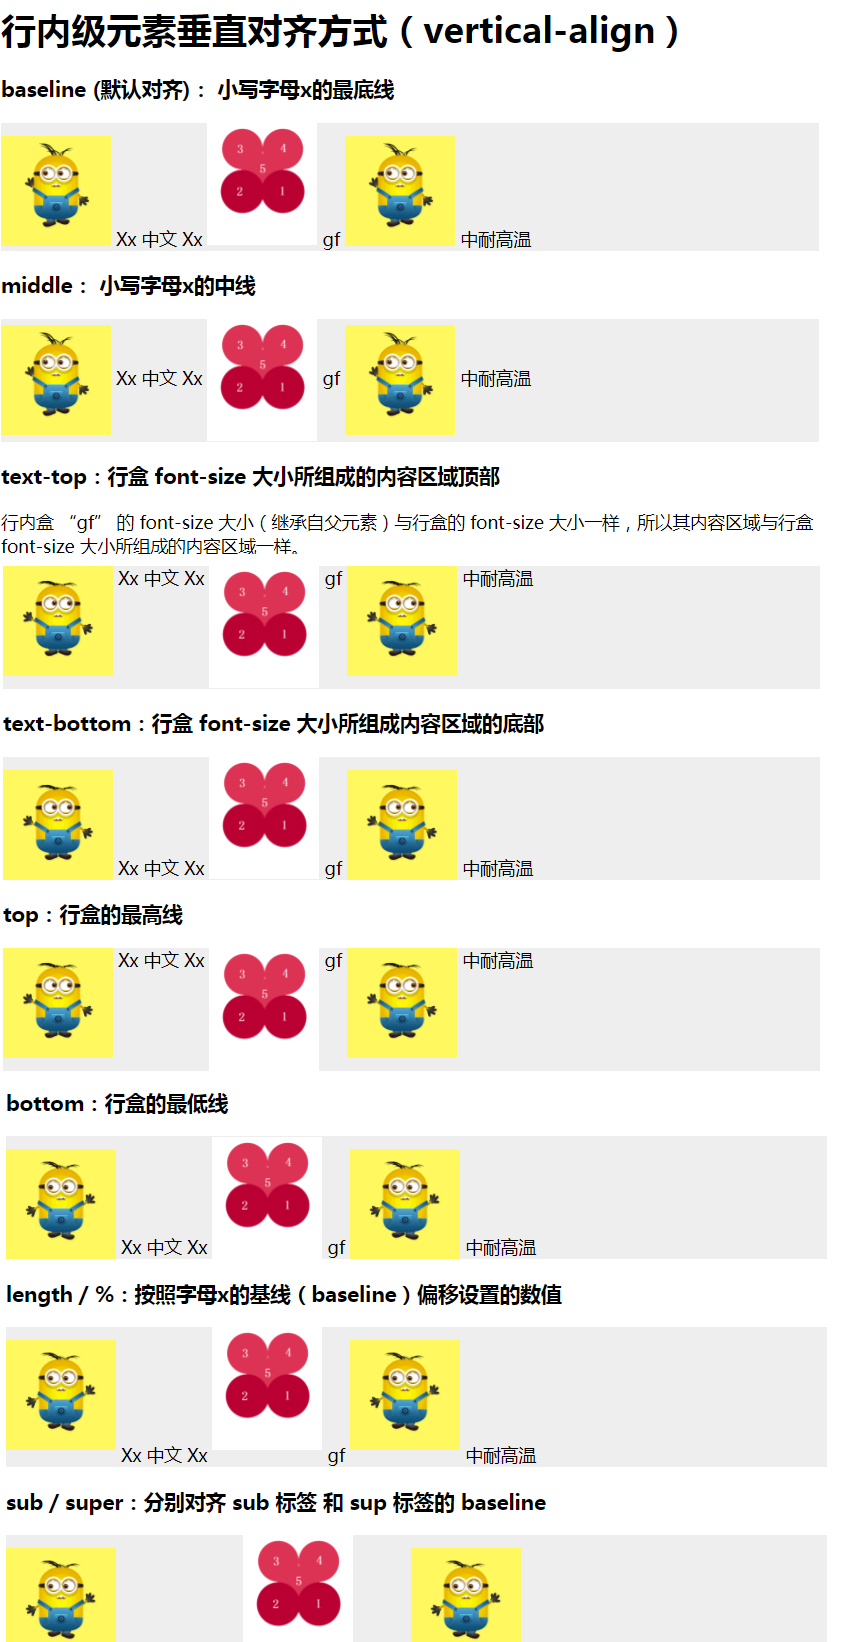 行内级元素垂直对齐方式（vertical-align）
baseline (默认对齐)： 小写字母x的最底线
3 4
5
2 1
Xx 中文 Xx gf 中耐高温
middle： 小写字母x的中线
3 4
5
2 1
Xx 中文 Xx gf 中耐高温
text-top：行盒 font-size 大小所组成的内容区域顶部
行内盒 “gf” 的 font-size 大小（继承自父元素）与行盒的 font-size 大小一样，所以其内容区域与行盒
font-size 大小所组成的内容区域一样。
Xx 中文 Xx gf 中耐高温
3 4
5
2 1
text-bottom：行盒 font-size 大小所组成内容区域的底部
3 4
5
2 1
Xx 中文 Xx gf 中耐高温
top：行盒的最高线
Xx 中文 Xx gf 中耐高温
3 4
5
2 1
bottom：行盒的最低线
3 4
5
2 1
Xx 中文 Xx gf 中耐高温
length / %：按照字母x的基线（baseline）偏移设置的数值
3 4
5
2 1
Xx 中文 Xx gf 中耐高温
sub / super：分别对齐 sub 标签 和 sup 标签的 baseline
3 4
5
2 1